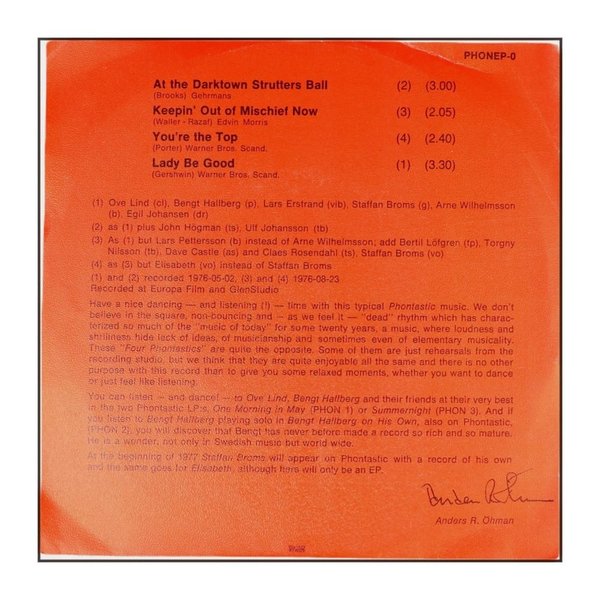 PHONEP-0
At the Darktown Strutters Ball (2) (3.00)
(Brooks) Gehrmans
Keepin' Out of Mischief Now (3) (2.05)
(Waller - Razaf) Edwin Morris
You're the Top (4) (2.40)
(Porter) Warner Bros. Scand.
Lady Be Good (1) (3.30)
(Gershwin) Warner Bros. Scand.
(1) Ove Lind (cl), Bengt Hallberg (p), Lars Erstrand (vib), Staffan Broms (g), Arne Wilhelmsson
(b), Egil Johansen (dr)
(2) as (1) plus John Högman (ts), Ulf Johansson (tb)
(3) As (1) but Lars Pettersson (b) instead of Arne Wilhelmsson; add Bertil Löfgren (tp), Torgny
Nilsson (tb), Dave Castle (as) and Claes Rosendahl (ts), Staffan Broms (vo)
(4) as (3) but Elisabeth (vo) instead of Staffan Broms
(1) and (2) recorded 1976-05-02, (3) and (4) 1976-08-23
Recorded at Europa Film and GlenStudio
Have a nice dancing — and listening (!) — time with this typical Phontastic music. We don't
believe in the square, non-bouncing and — as we feel it — "dead" rhythm which has charac-
terized so much of the "music of today" for some twenty years, a music, where loudness and
shrillness hide lack of ideas, of musicianship and sometimes even of elementary musicality.
These "Four Phontastics" are quite the opposite. Some of them are just rehearsals from the
recording studio, but we think that they are quite enjoyable all the same and there is no other
purpose with this record than to give you some relaxed moments, whether you want to dance
or just feel like listening.
You can listen — and dance! — to Ove Lind, Bengt Hallberg and their friends at their very best
in the two Phontastic LP:s, One Morning in May (PHON 1) or Summernight (PHON 3). And if
you listen to Bengt Hallberg playing solo in Bengt Hallberg on His Own, also on Phontastic,
(PHON 2), you will discover that Bengt has never before made a record so rich and so mature.
He is a wonder, not only in Swedish music but world wide.
At the beginning of 1977 Staffan Broms will appear on Phontastic with a record of his own
and the same goes for Elisabeth, although hers will only be an EP.
Anders R. Öhman